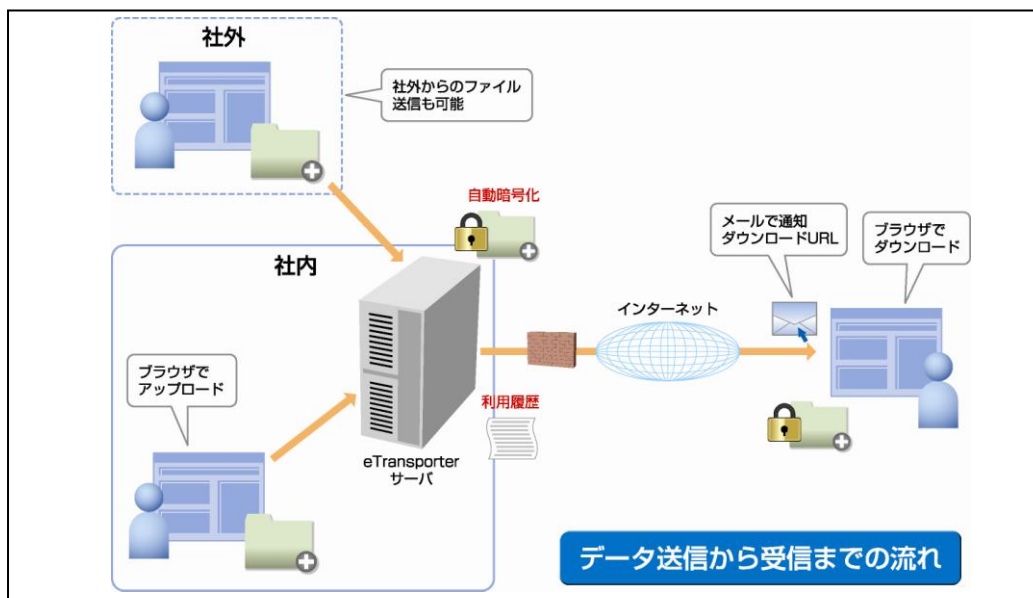 社外
社外からのファイル
送信も可能
自動暗号化
メールで通知
ダウンロードURL
ブラウザで
ダウンロード
社内
インターネット
ブラウザで
アップロード
利用履歴
eTransporter
サーバ
データ送信から受信までの流れ